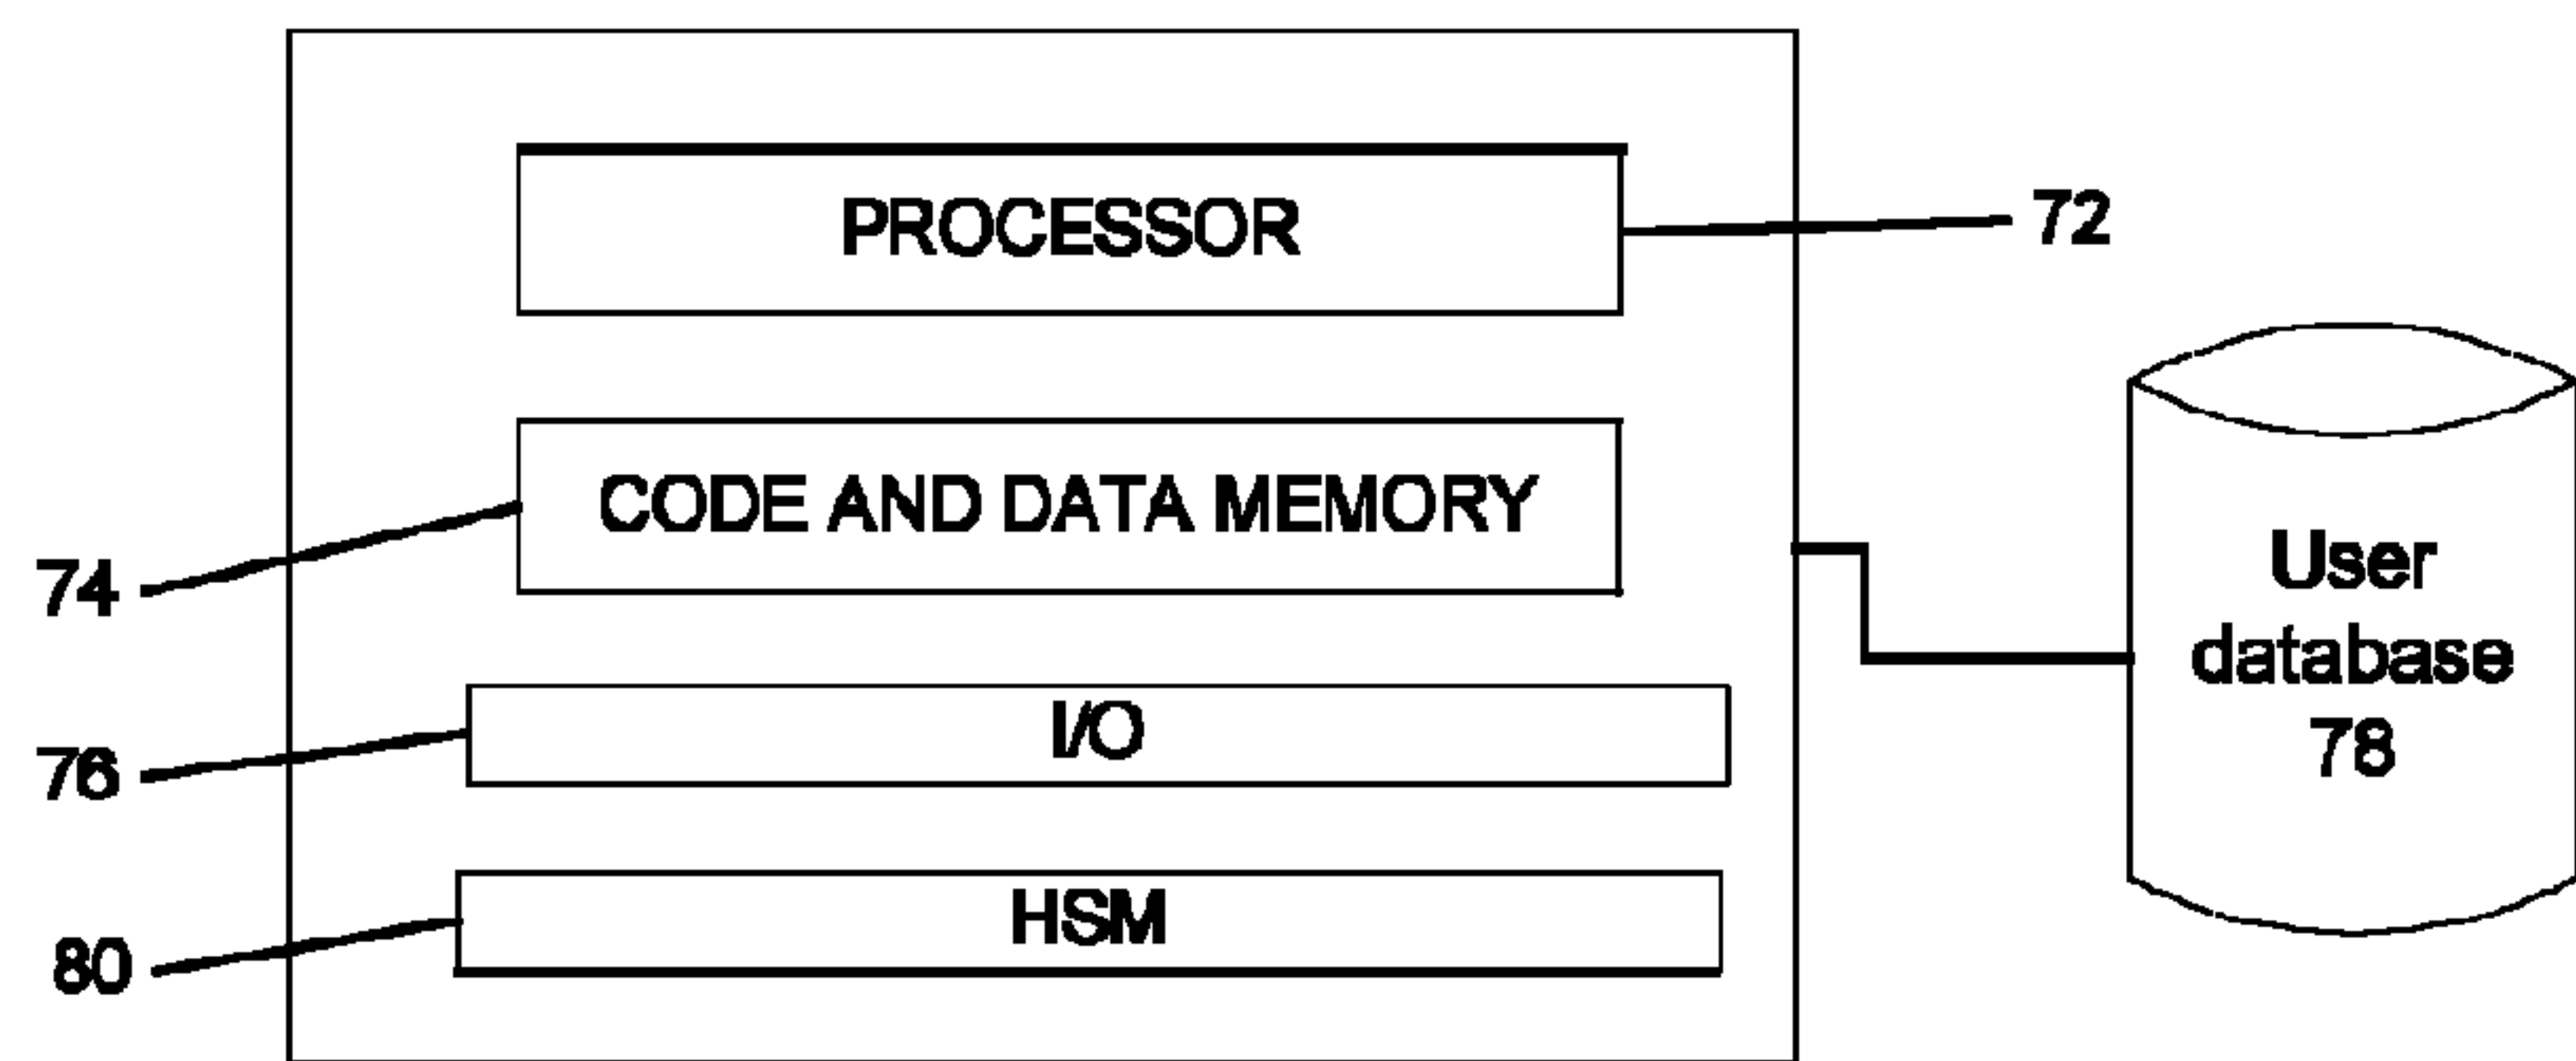 PROCESSOR
72
CODE AND DATA MEMORY
74
User
database
78
I/O
76
HSM
80